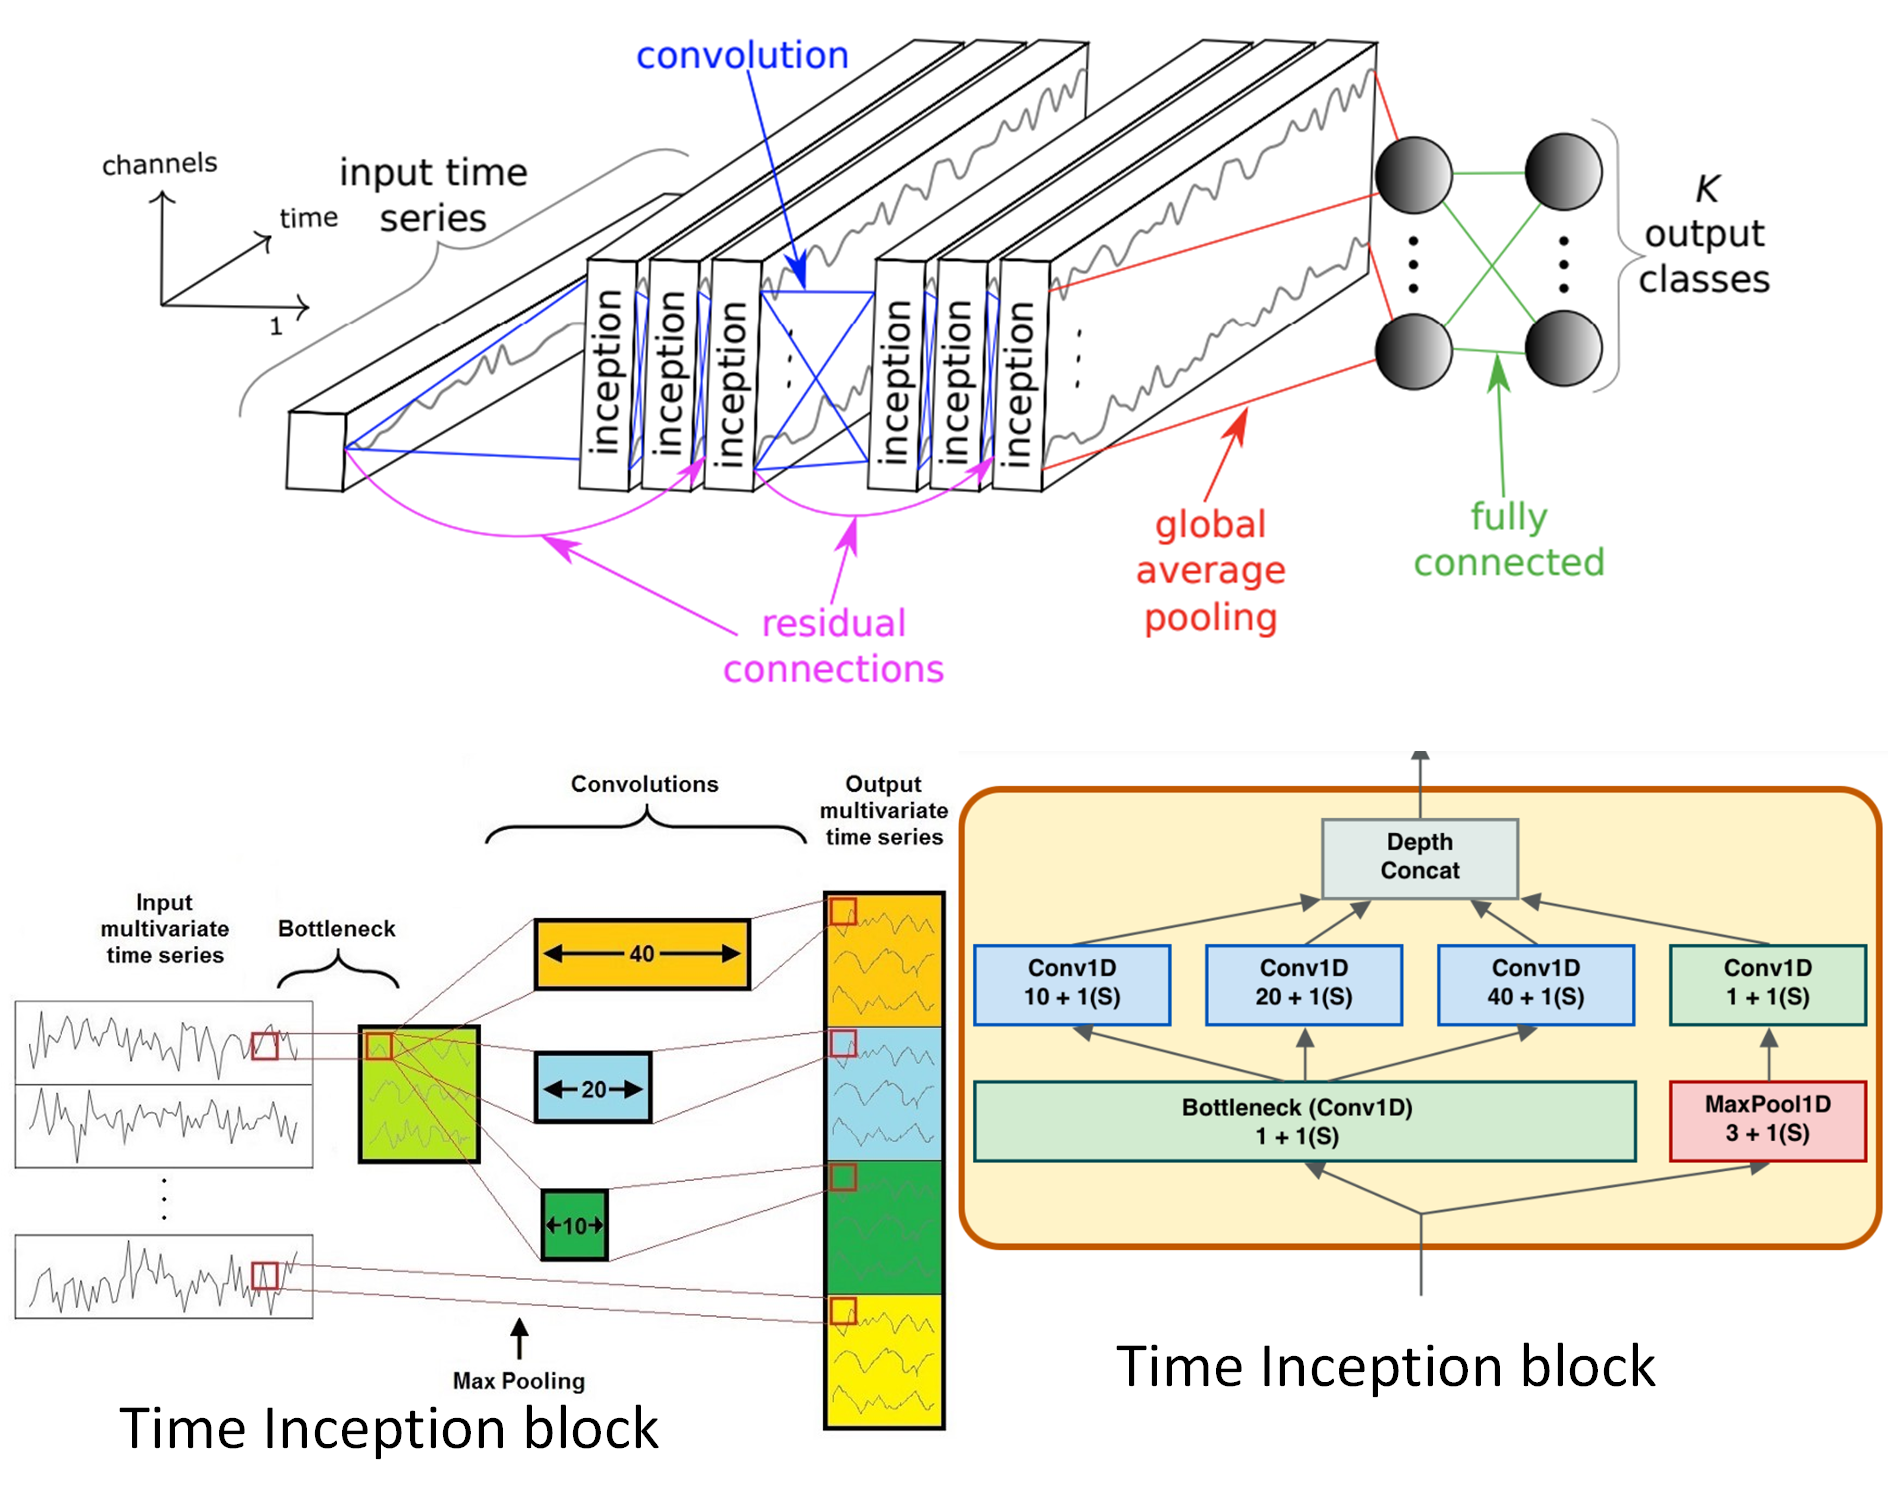 convolution
channels
time
1
input time
series
inception
inception
inception
inception
inception
inception
K
output
classes
residual
connections
global
average
pooling
fully
connected
Input
multivariate
time series
Bottleneck
Convolutions
Output
multivariate
time series
40
20
10
Max Pooling
Time Inception block
Depth
Concat
Conv1D
10 + 1(S)
Conv1D
20 + 1(S)
Conv1D
40 + 1(S)
Conv1D
1 + 1(S)
Bottleneck (Conv1D)
1 + 1(S)
MaxPool1D
3 + 1(S)
Time Inception block